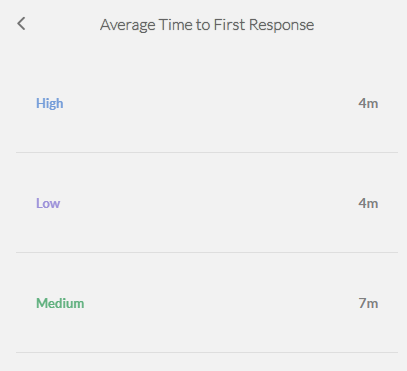 Average Time to First Response
High 4m
Low 4m
Medium 7m